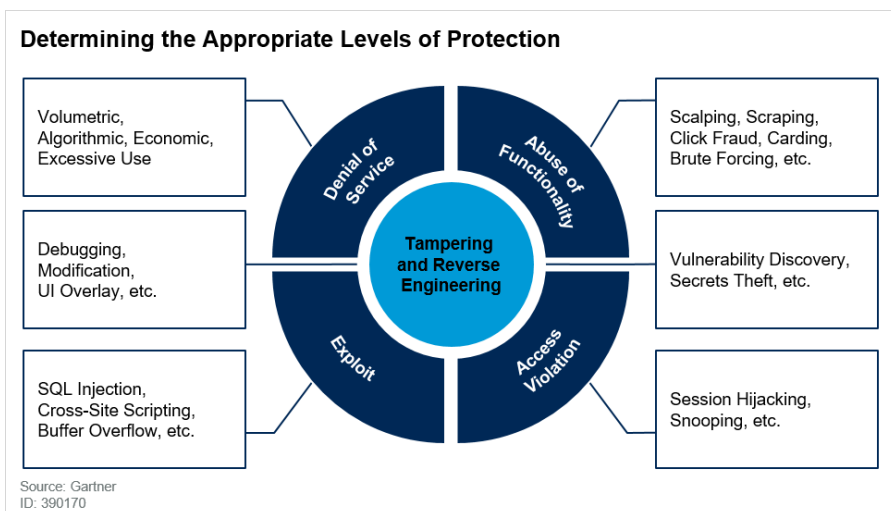 Determining the Appropriate Levels of Protection
Volumetric,
Algorithmic, Economic,
Excessive Use
Denial of
Service
Abuse of
Functionality
Scalping, Scraping,
Click Fraud, Carding,
Brute Forcing, etc.
Debugging,
Modification,
UI Overlay, etc.
Tampering
and Reverse
Engineering
Vulnerability Discovery,
Secrets Theft, etc.
SQL Injection,
Cross-Site Scripting,
Buffer Overflow, etc.
Exploit
Access
Violation
Session Hijacking,
Snooping, etc.
Source: Gartner
ID: 390170